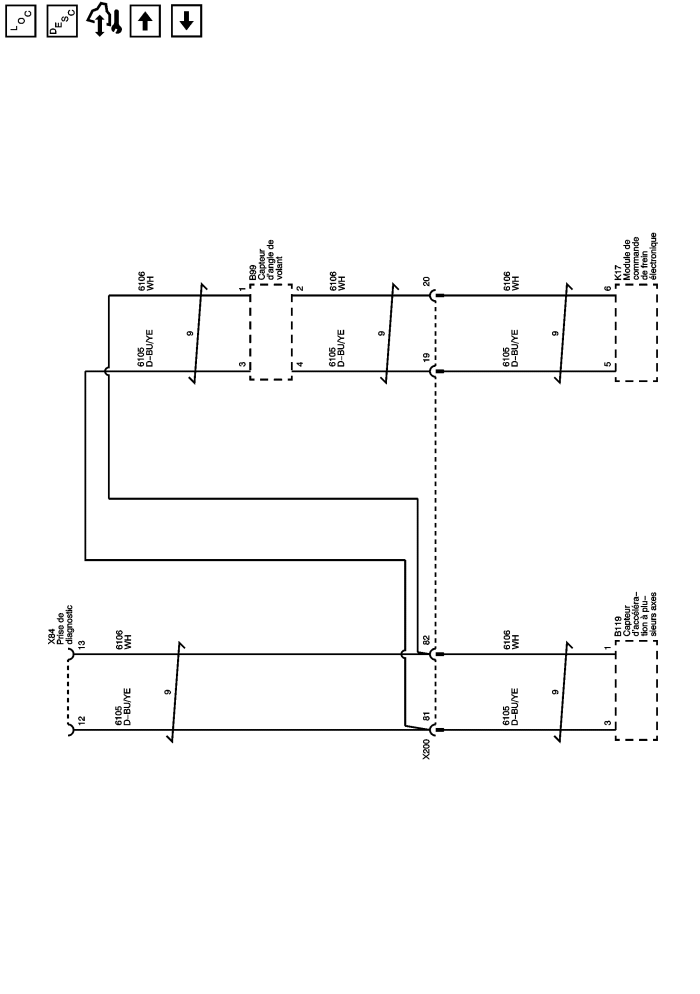 LOC
DESC
6106
WH
6105
D–BU/YE
9
1
3
B99
Capteur
d'angle de
volant
2
4
6106
WH
6105
D–BU/YE
9
20
19
6106
WH
6105
D–BU/YE
9
6
5
K17
Module de
commande
de frein
électronique
X84
Prise de
diagnostic
13
12
6106
WH
6105
D–BU/YE
9
82
81
X200
6106
WH
6105
D–BU/YE
9
1
3
B119
Capteur
d'accéléra–
tion à plu–
sieurs axes